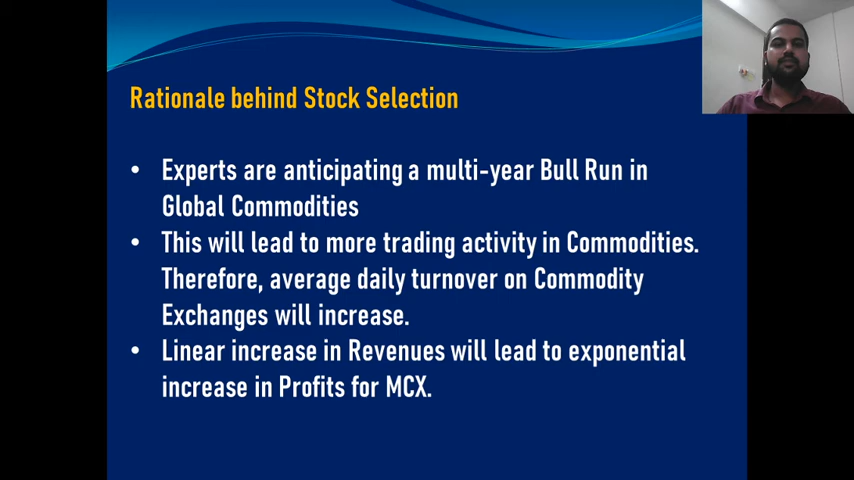 Rationale behind Stock Selection
• Experts are anticipating a multi-year Bull Run in
Global Commodities
• This will lead to more trading activity in Commodities.
Therefore, average daily turnover on Commodity
Exchanges will increase.
• Linear increase in Revenues will lead to exponential
increase in Profits for MCX.